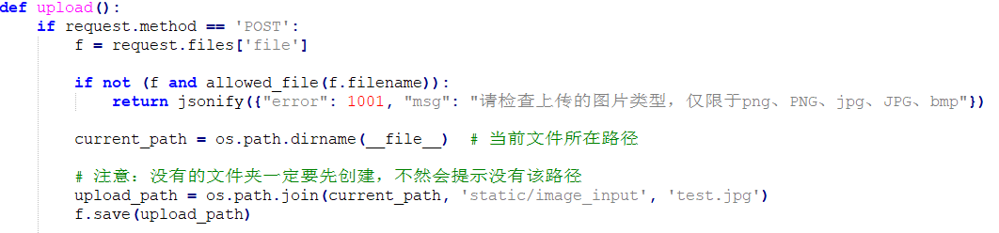 def upload():
    if request.method == 'POST':
        f = request.files['file']
        if not (f and allowed_file(f.filename)):
            return jsonify({"error": 1001, "msg": "请检查上传的图片类型，仅限于png、PNG、jpg、JPG、bmp"})
        current_path = os.path.dirname(__file__)  # 当前文件所在路径
        # 注意：没有的文件夹一定要先创建，不然会提示没有该路径
        upload_path = os.path.join(current_path, 'static/image_input', 'test.jpg')
        f.save(upload_path)